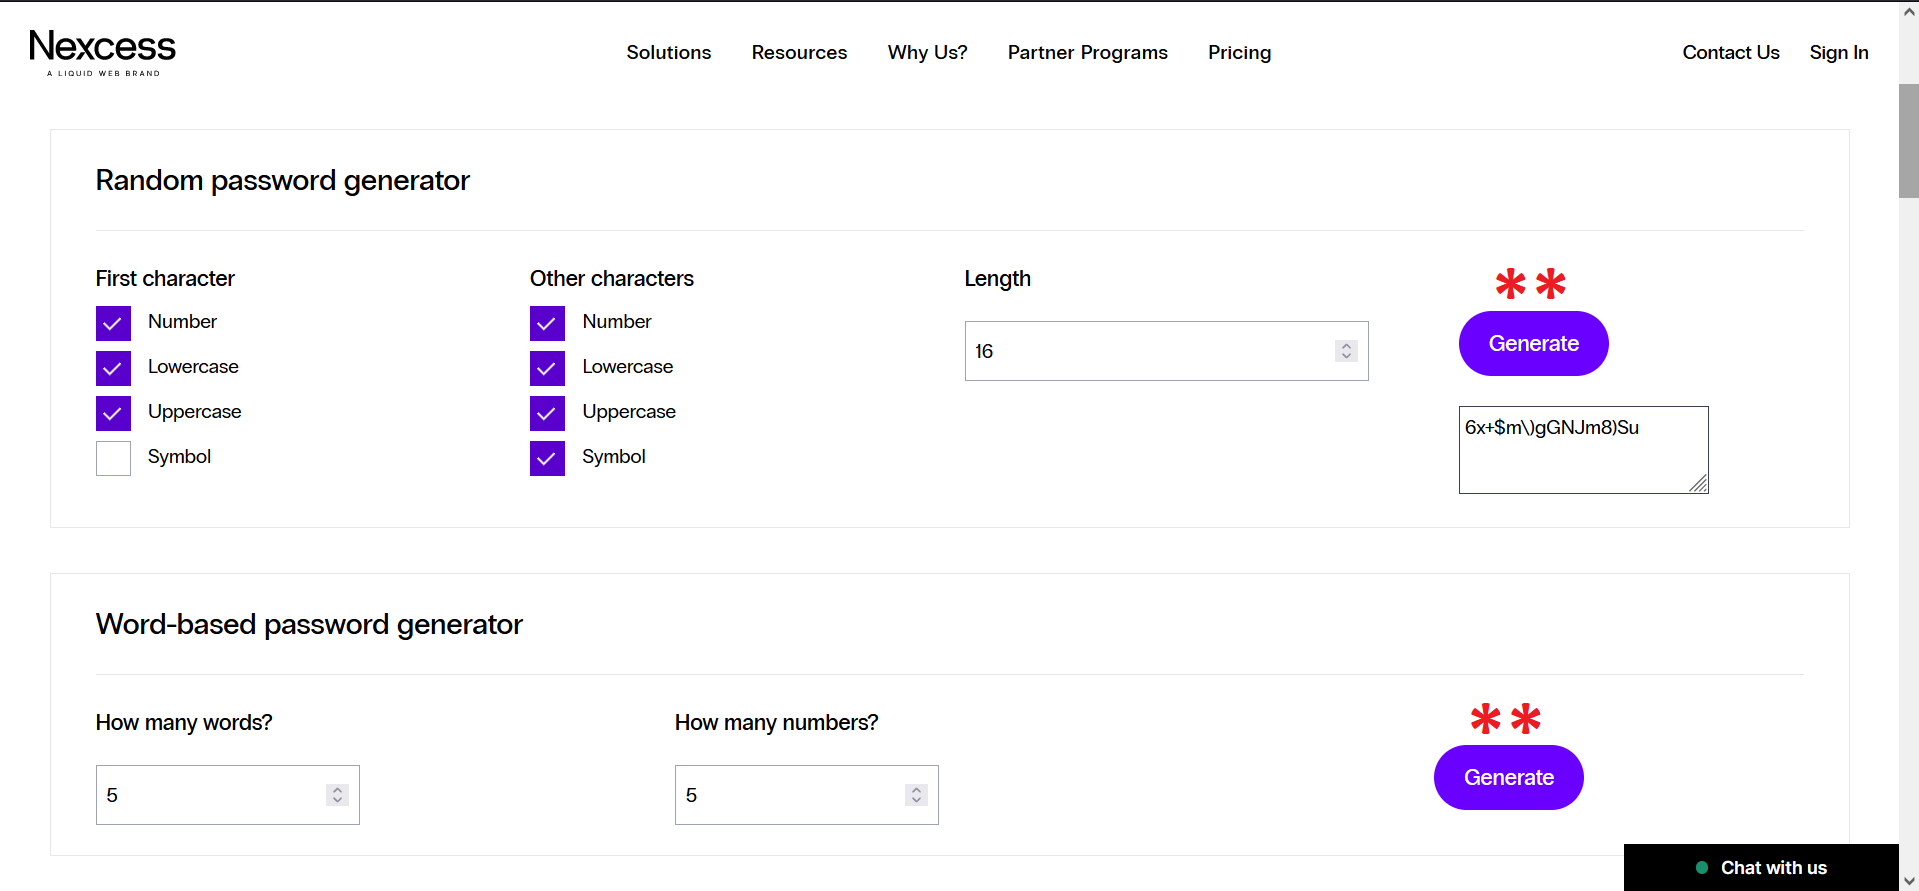 Nexcess
A LIQUID WEB BRAND
Solutions Resources Why Us? Partner Programs Pricing
Contact Us Sign In
Random password generator
First character
Number
Lowercase
Uppercase
Symbol
Other characters
Number
Lowercase
Uppercase
Symbol
Length
16
**
Generate
6x+$m\)gGNJm8)Su
Word-based password generator
How many words?
5
How many numbers?
5
**
Generate
Chat with us